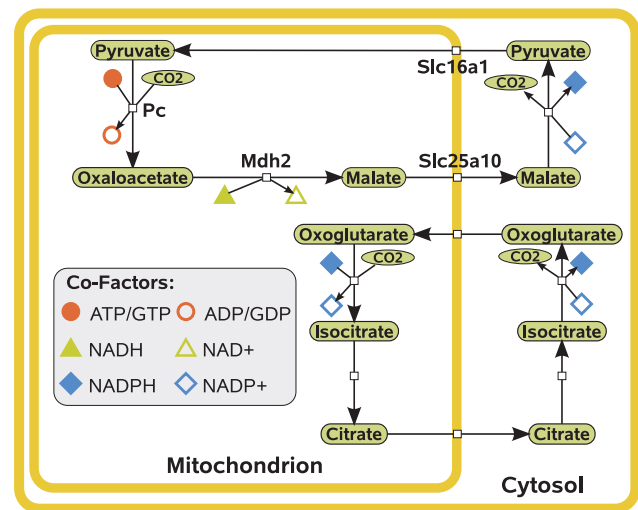 Pyruvate
Pyruvate
Slc16a1
CO2
CO2
Pc
Mdh2
Slc25a10
Oxaloacetate
Malate
Malate
Oxoglutarate
Oxoglutarate
CO2
CO2
Co-Factors:
ATP/GTP
ADP/GDP
Isocitrate
Isocitrate
NADH
NAD+
NADPH
NADP+
Citrate
Citrate
Mitochondrion
Cytosol